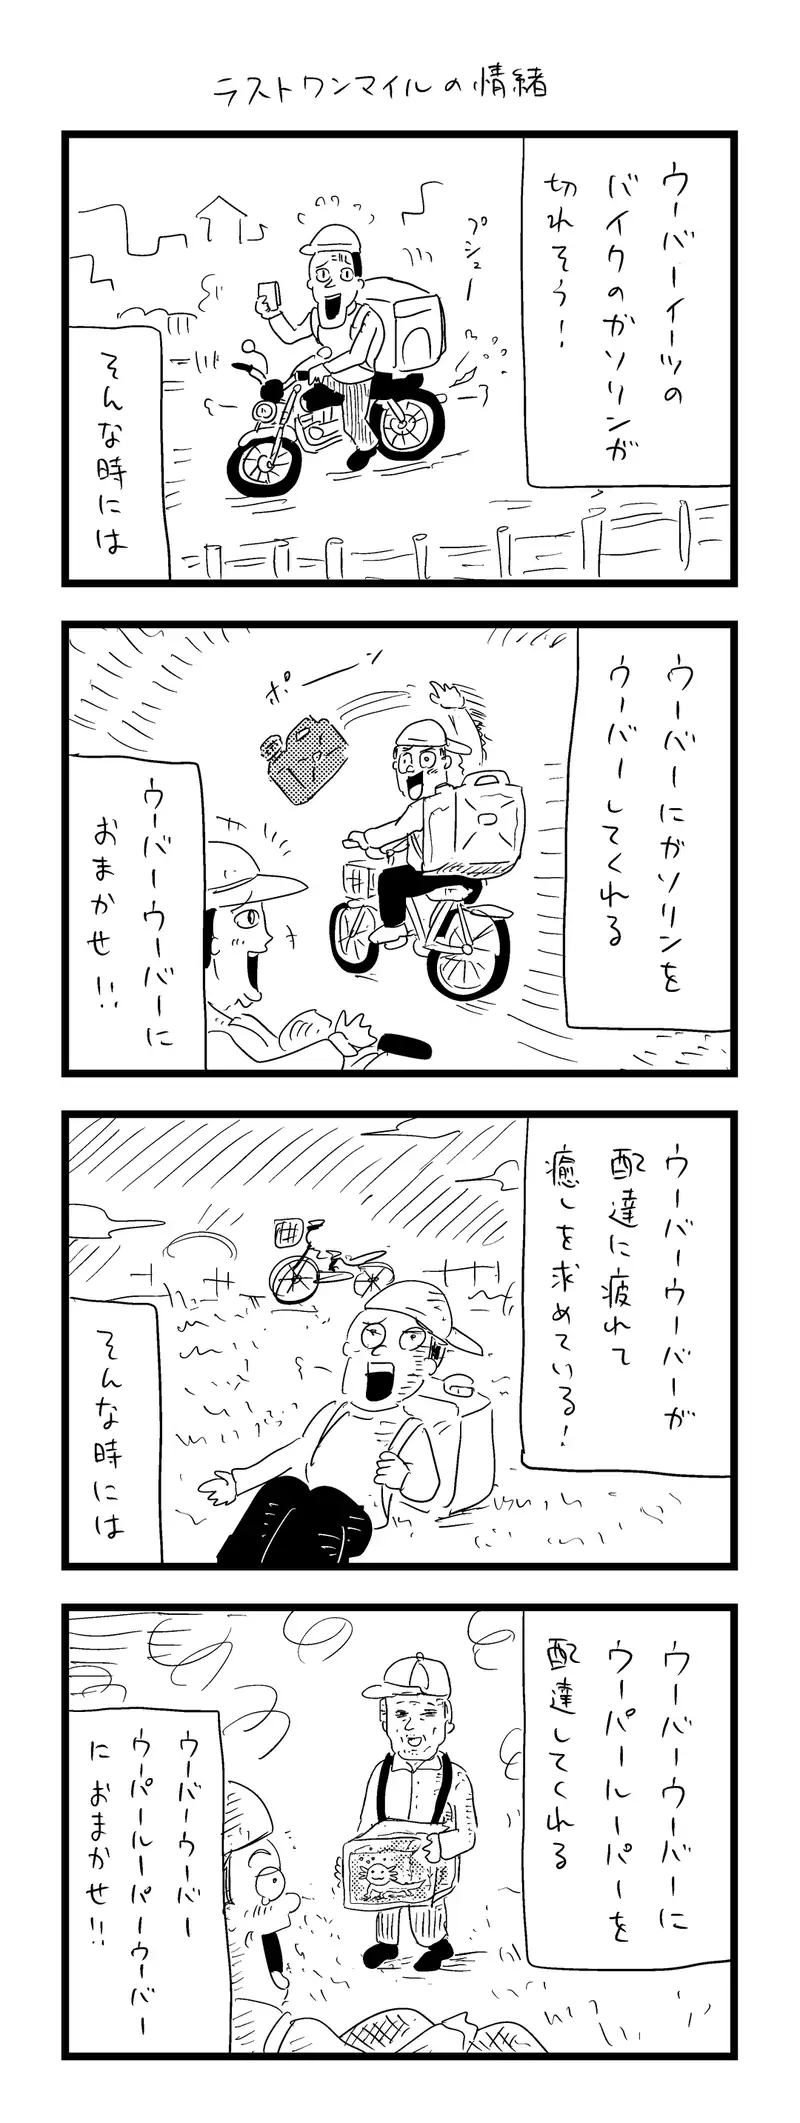 ラストワンマイルの情緒
ウーバーイーツの
バイクのガソリンが
切れそう!
プシュー
そんな時には
ウーバーにガソリンを
ウーバーしてくれる
ポーン
ウーバーウーバーに
おまかせ!!
ウーバーウーバーが
配達に疲れて
癒しを求めている!
そんな時には
ウーバーウーバーに
ウーパールーパーを
配達してくれる
ウーバーウーバー
ウーパールーパーウーバー
におまかせ!!